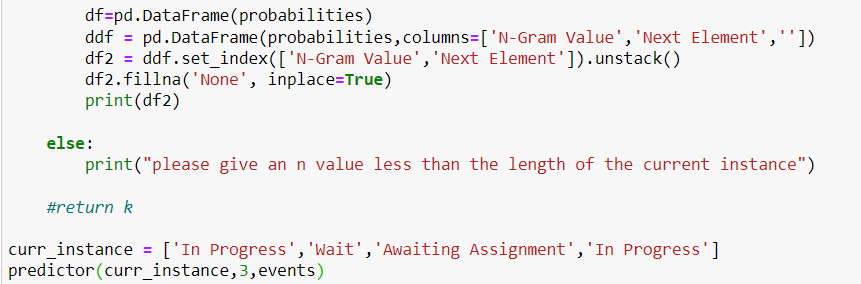 df=pd.DataFrame(probabilities)
ddf = pd.DataFrame(probabilities,columns=['N-Gram Value','Next Element',''])
df2 = ddf.set_index(['N-Gram Value','Next Element']).unstack()
df2.fillna('None', inplace=True)
print(df2)
else:
print("please give an n value less than the length of the current instance")
#return k
curr_instance = ['In Progress','Wait','Awaiting Assignment','In Progress']
predictor(curr_instance,3,events)